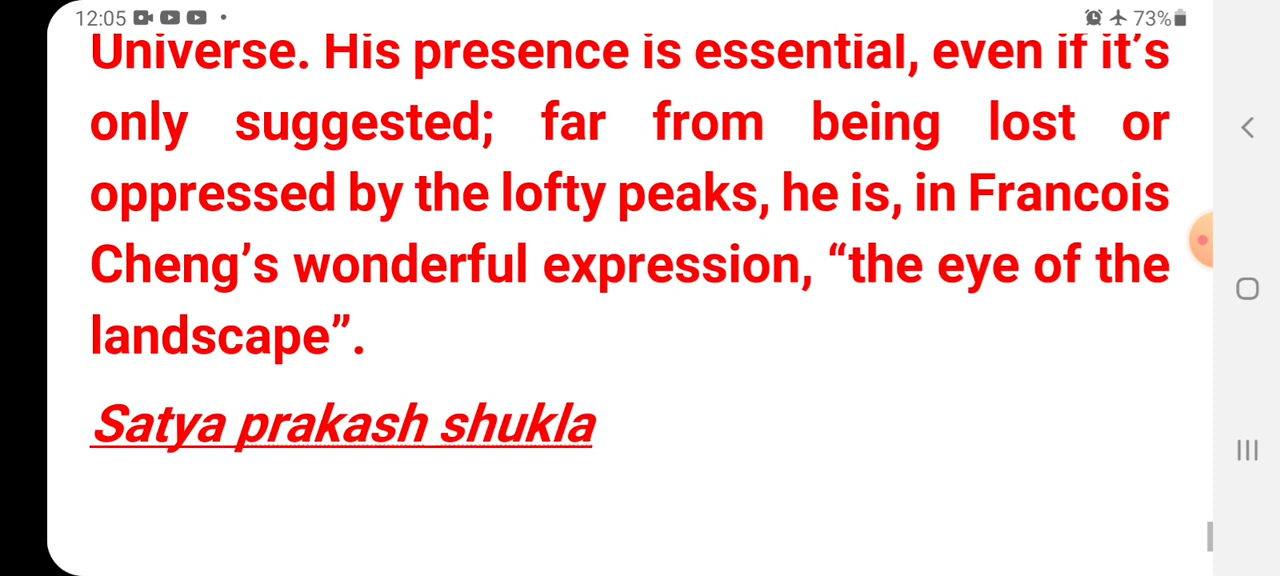 12:05
73%
Universe. His presence is essential, even if it’s
only suggested; far from being lost or
oppressed by the lofty peaks, he is, in Francois
Cheng’s wonderful expression, “the eye of the
landscape”.
Satya prakash shukla